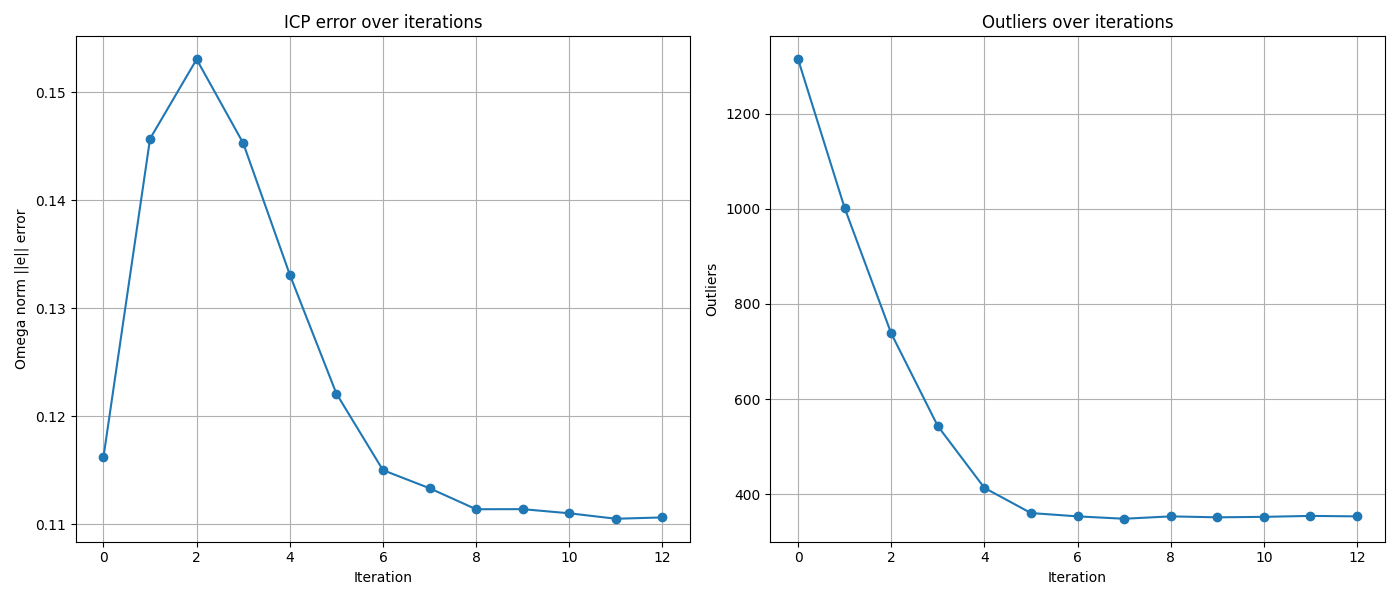 ICP error over iterations
Omega norm ||e|| error
0.15
0.14
0.13
0.12
0.11
0 2 4 6 8 10 12
Iteration
Outliers over iterations
Outliers
1200
1000
800
600
400
0 2 4 6 8 10 12
Iteration